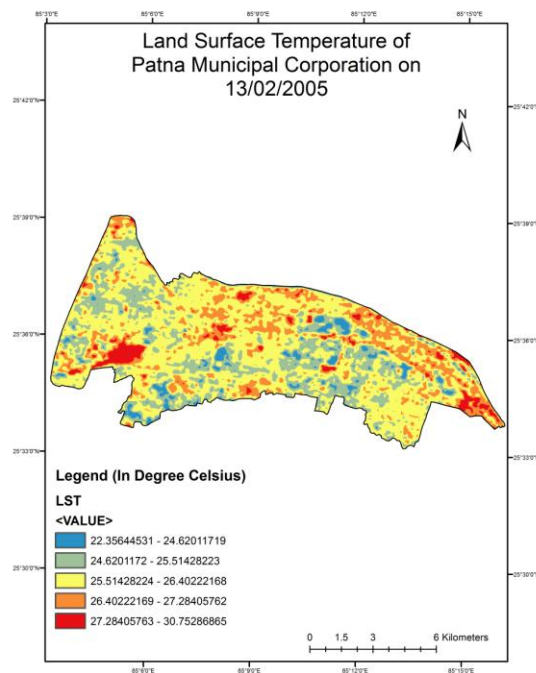 85°3'0"E 85°6'0"E 85°9'0"E 85°12'0"E 85°15'0"E
Land Surface Temperature of
Patna Municipal Corporation on
13/02/2005
25°42'0"N 25°42'0"N
N
25°39'0"N 25°39'0"N
25°36'0"N 25°36'0"N
25°33'0"N 25°33'0"N
Legend (In Degree Celsius)
LST
<VALUE>
22.35644531 - 24.62011719
24.6201172 - 25.51428223
25.51428224 - 26.40222168
26.40222169 - 27.28405762
27.28405763 - 30.75286865
25°30'0"N 25°30'0"N
0 1.5 3 6 Kilometers
85°6'0"E 85°9'0"E 85°12'0"E 85°15'0"E